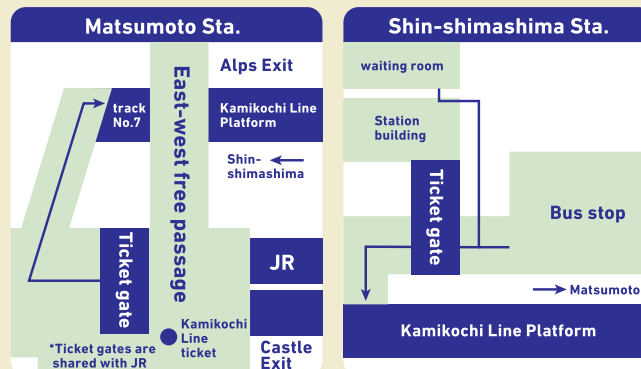 Matsumoto Sta.
Alps Exit
East-west free passage
track
No.7
Kamikochi Line
Platform
Shin-
shimashima
Ticket gate
JR
Kamikochi
Line
ticket
Castle
Exit
*Ticket gates are
shared with JR
Shin-shimashima Sta.
waiting room
Station
building
Ticket gate
Bus stop
Matsumoto
Kamikochi Line Platform